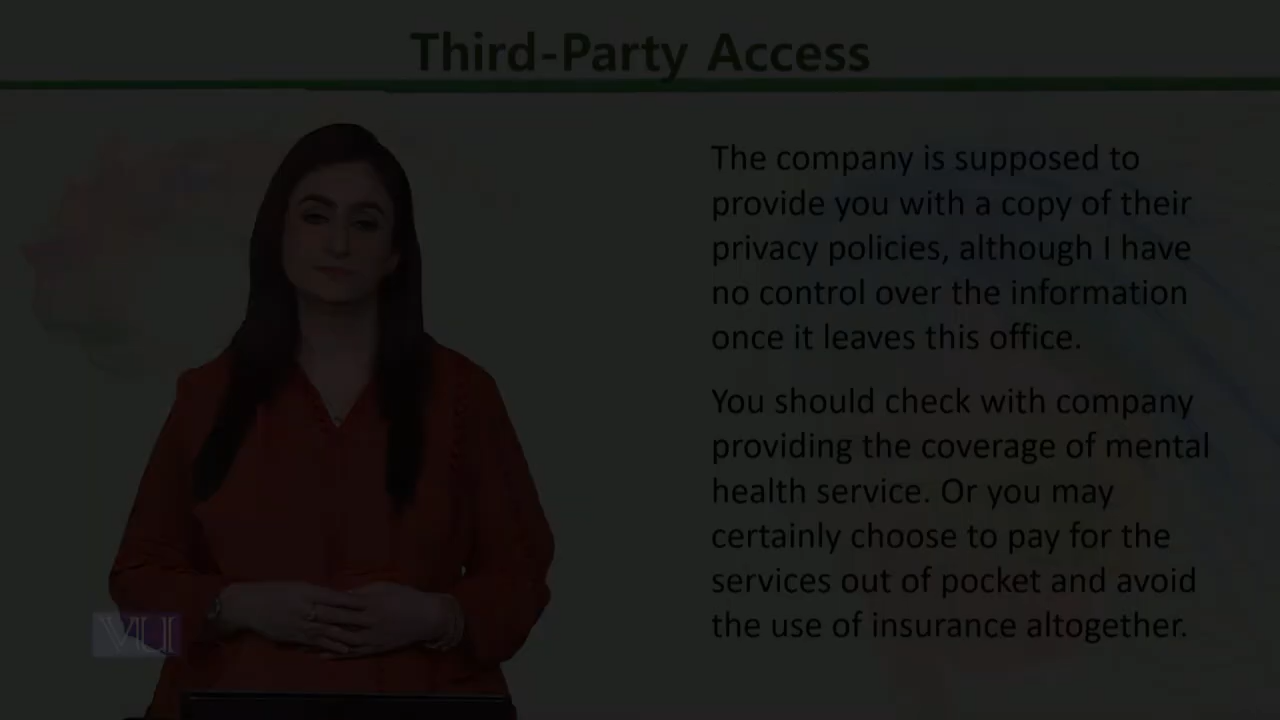 Third-Party Access
The company is supposed to
provide you with a copy of their
privacy policies, although I have
no control over the information
once it leaves this office.
You should check with company
providing the coverage of mental
health service. Or you may
certainly choose to pay for the
services out of pocket and avoid
the use of insurance altogether.
VU